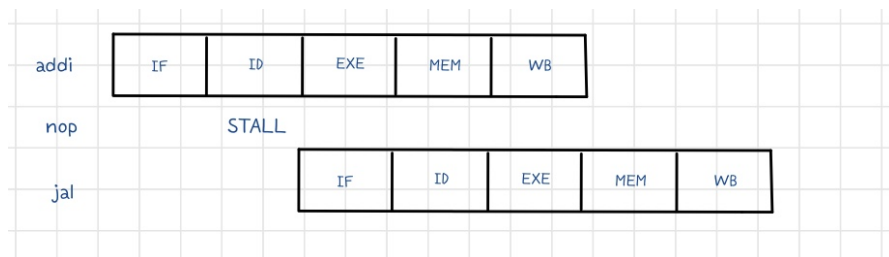 addi IF ID EXE MEM WB
nop STALL
jal IF ID EXE MEM WB